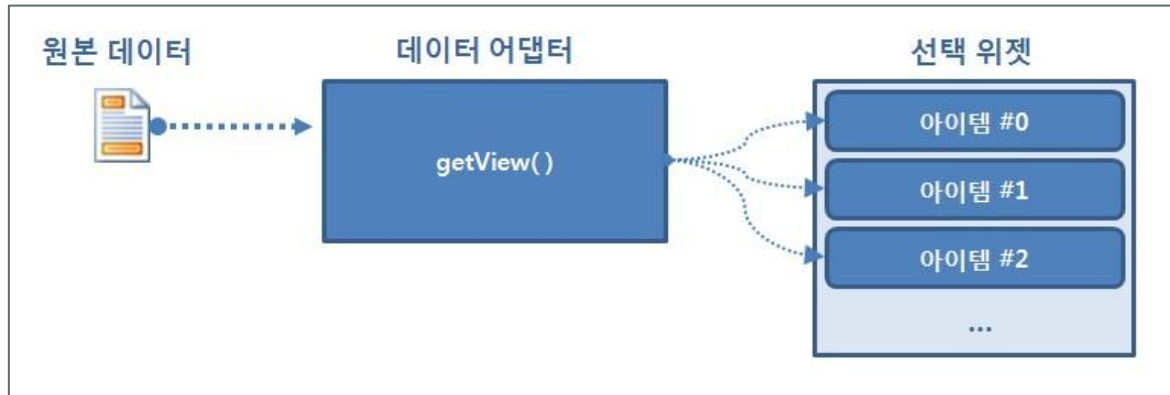 원본 데이터
데이터 어댑터
선택 위젯
getView( )
아이템 #0
아이템 #1
아이템 #2
...